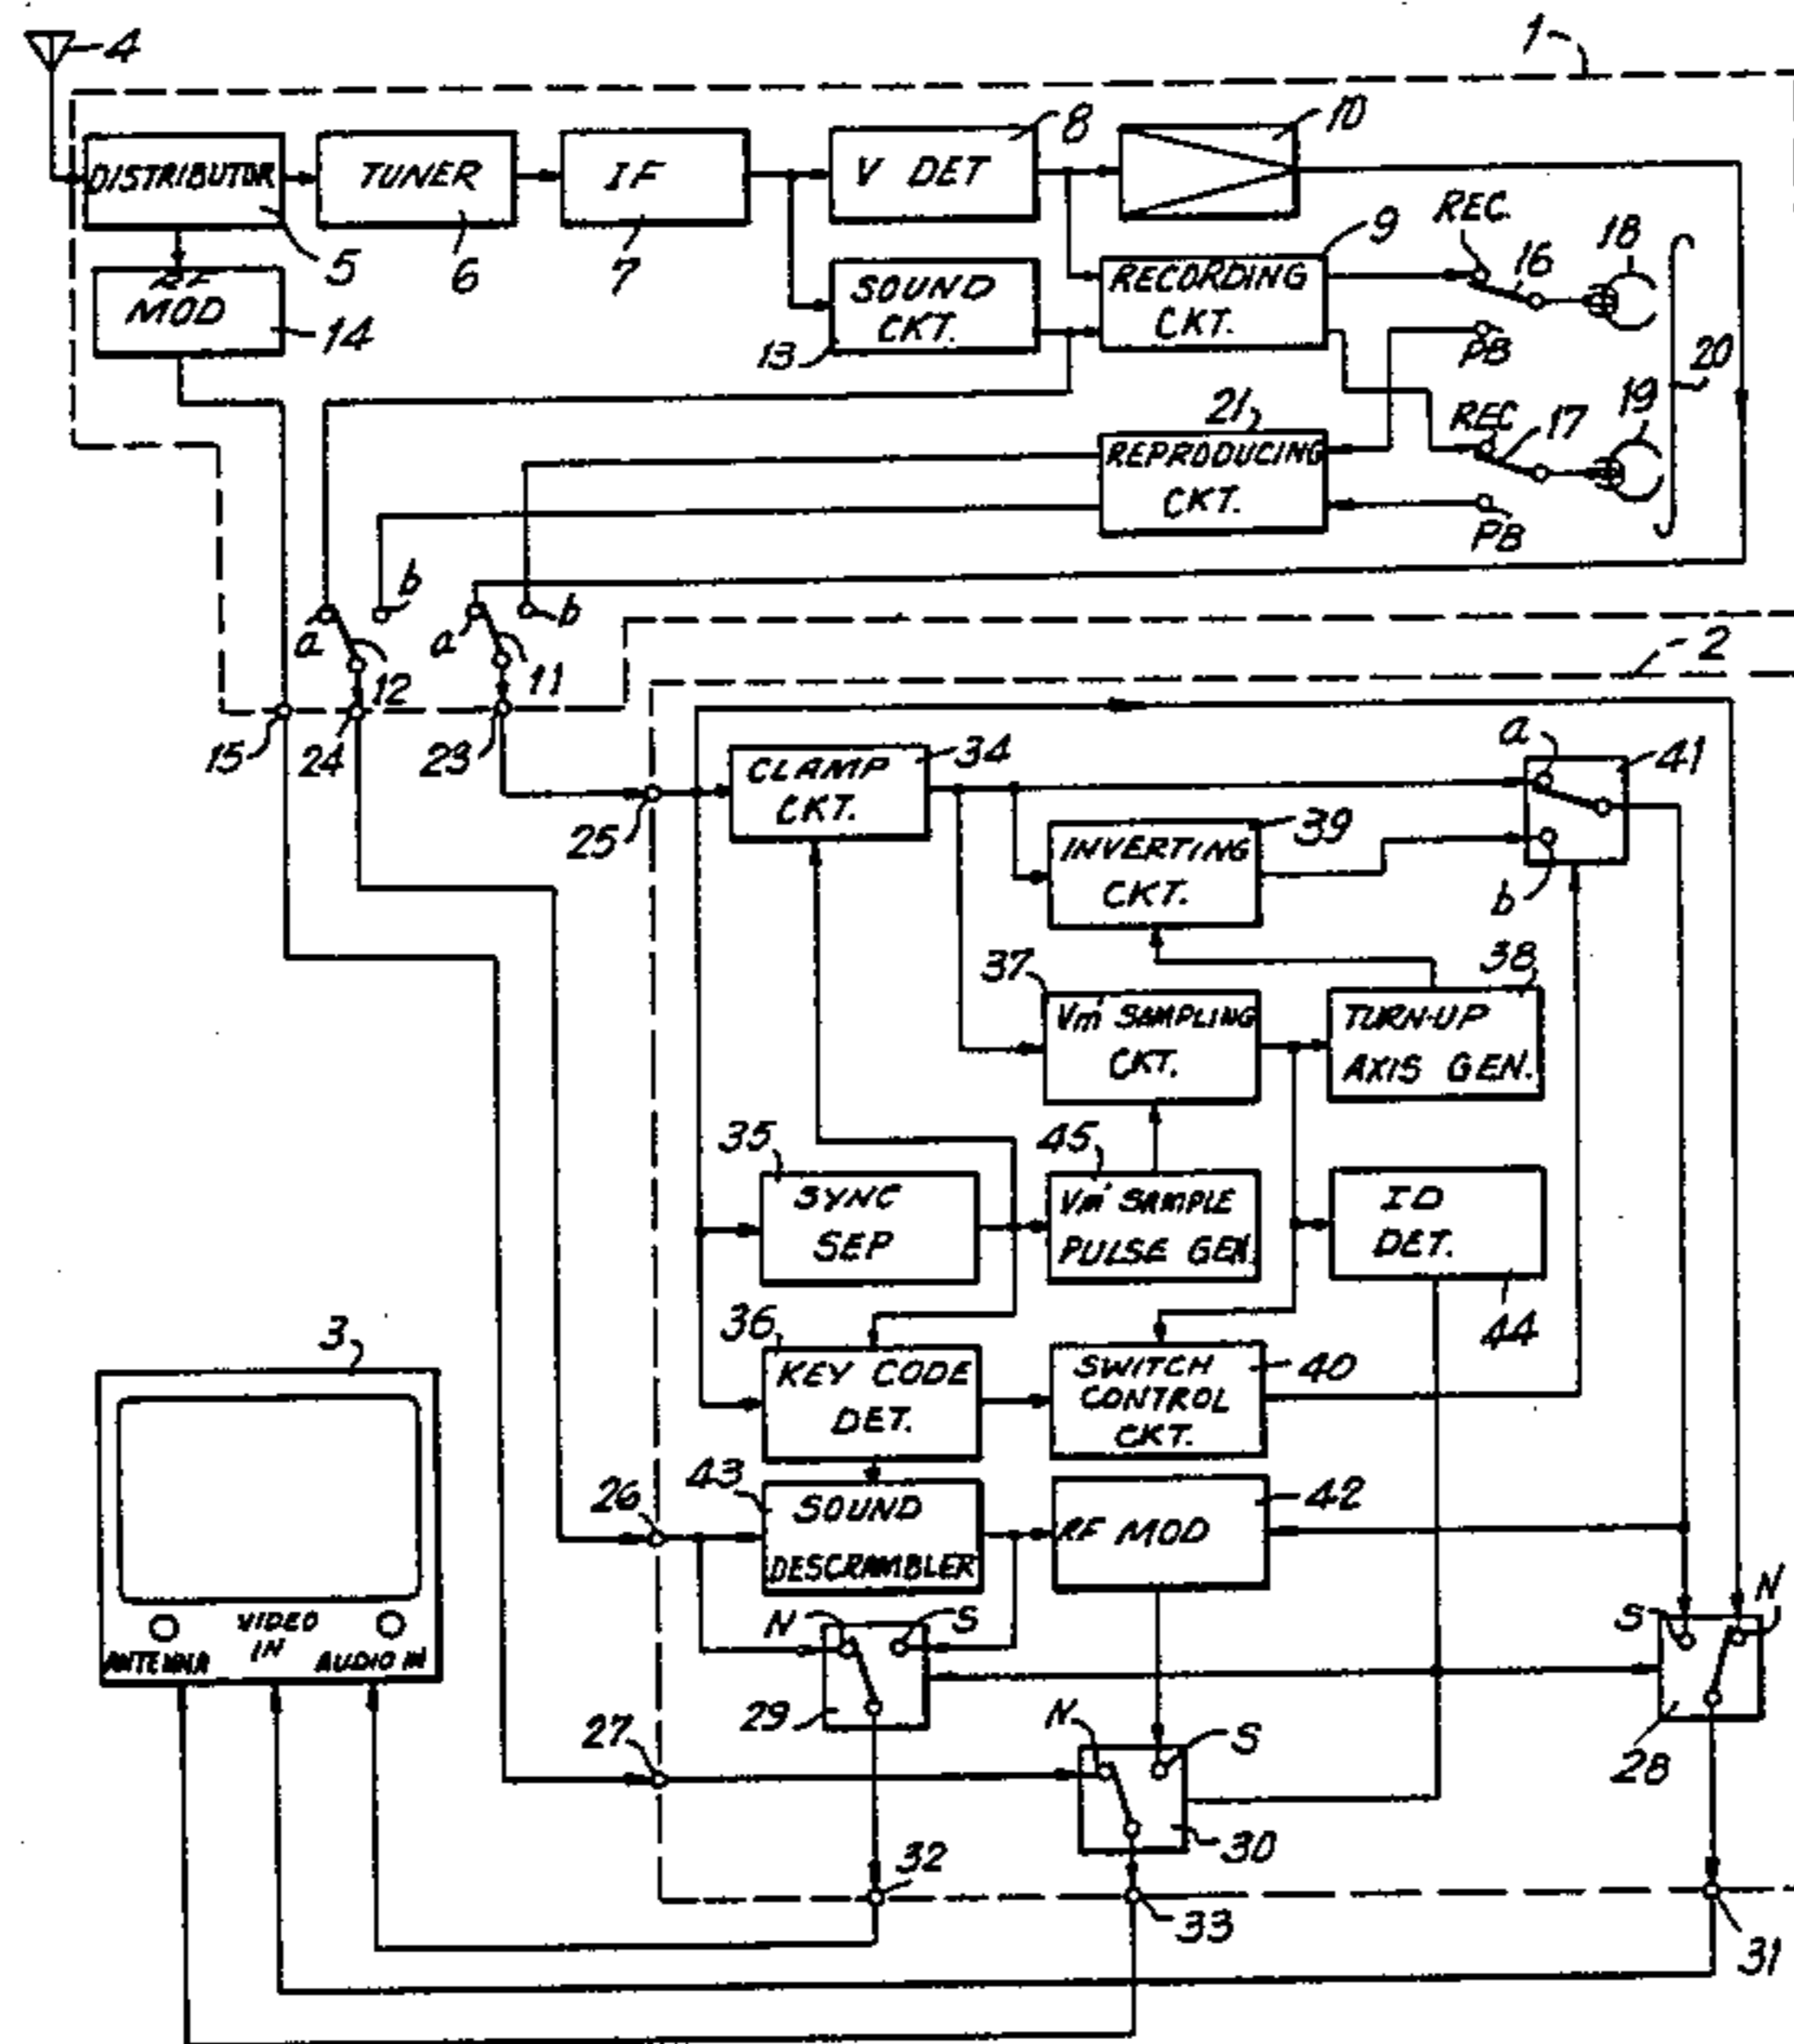 1
4
DISTRIBUTOR
5
TUNER
6
IF
7
V DET
8
10
RF
MOD
14
SOUND
CKT.
13
RECORDING
CKT.
9
REC.
16
18
PB
20
REPRODUCING
CKT.
21
REC
17
19
PB
a
b
12
a
b
11
15
24
23
2
25
CLAMP
CKT.
34
a
41
b
INVERTING
CKT.
39
37
Vm' SAMPLING
CKT.
38
TURN-UP
AXIS GEN.
35
SYNC
SEP
45
Vm' SAMPLE
PULSE GEN.
ID
DET.
44
36
KEY CODE
DET.
SWITCH
CONTROL
CKT.
40
3
VIDEO
IN
ANTENNA
AUDIO IN
26
43
SOUND
DESCRAMBLER
RF MOD
42
N
S
29
S
N
28
27
N
S
30
32
33
31